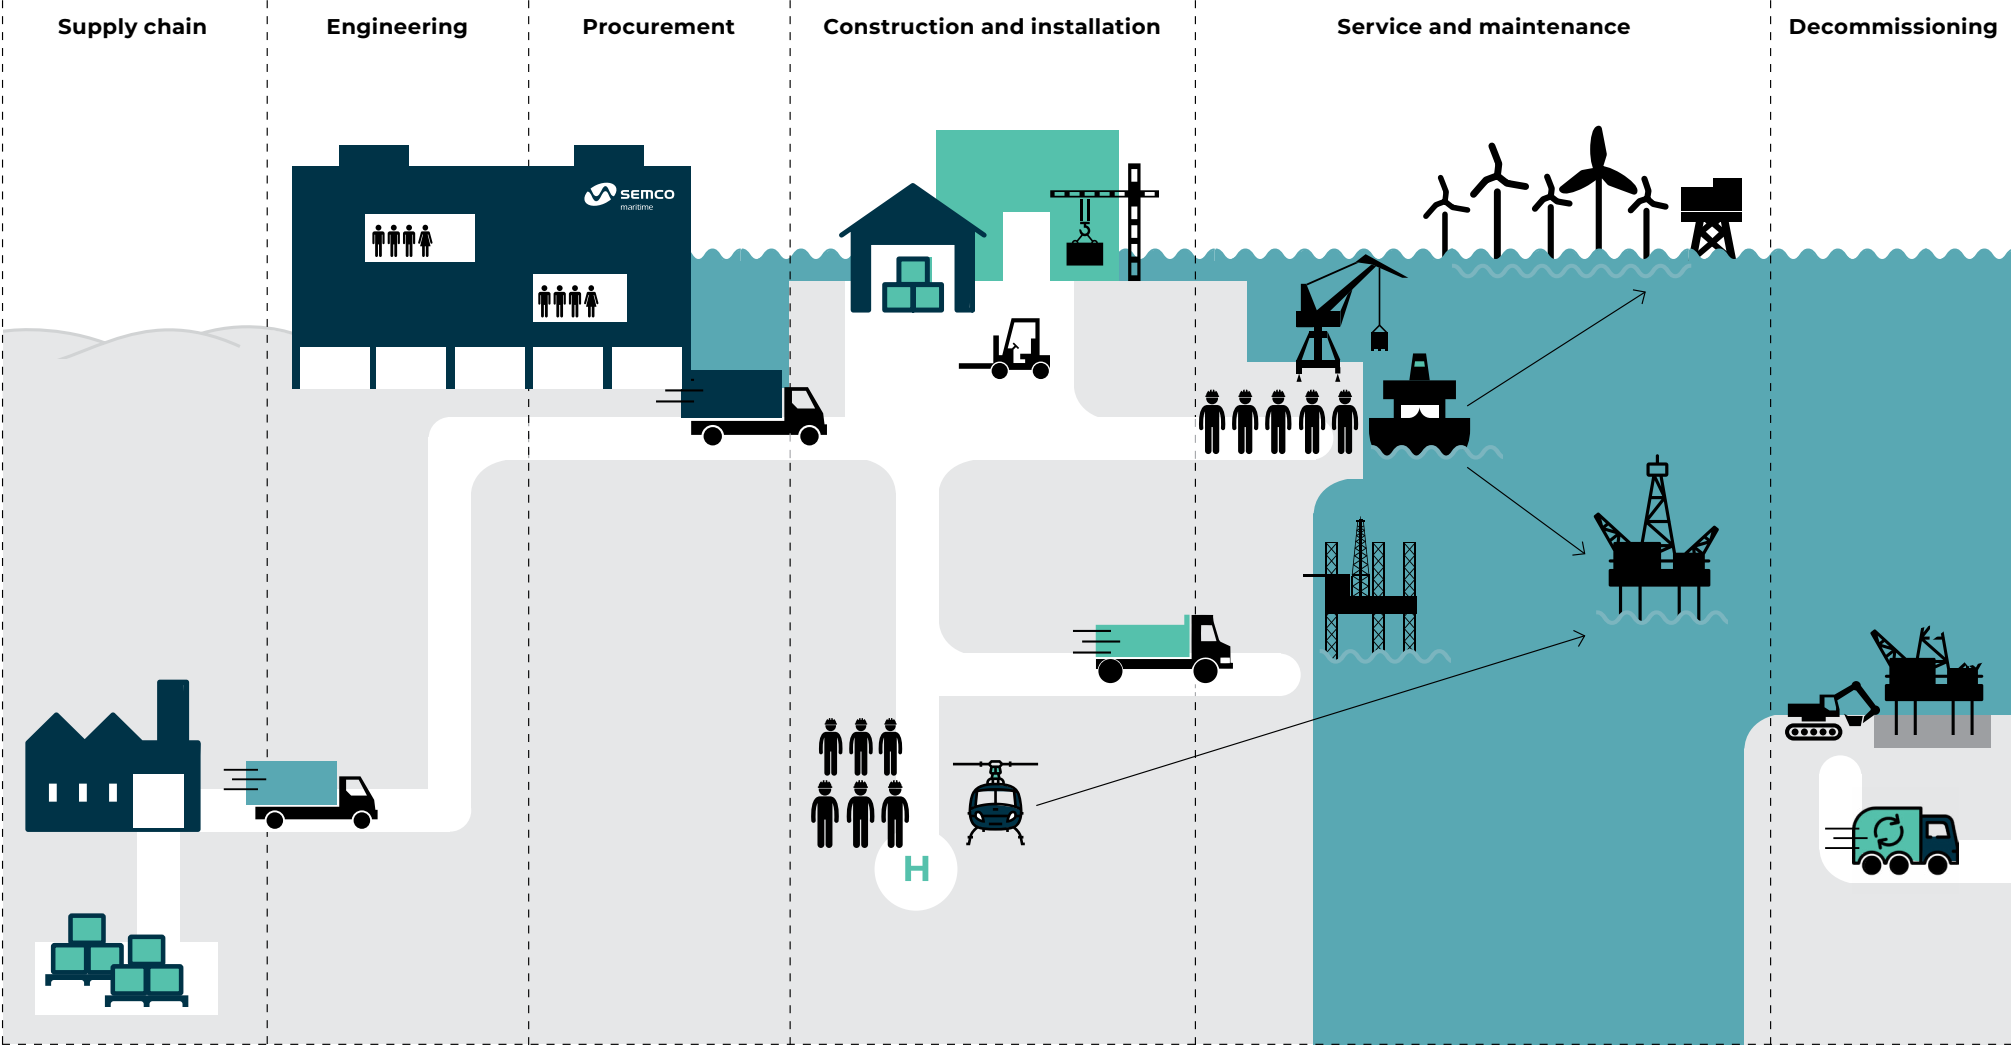 Supply chain
Engineering
Procurement
Construction and installation
Service and maintenance
Decommissioning
SEMCO
maritime
H